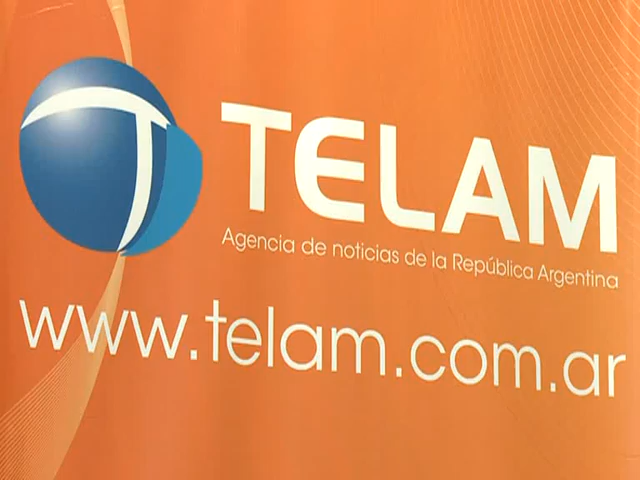 TELAM
Agencia de noticias de la República Argentina
www.telam.com.ar